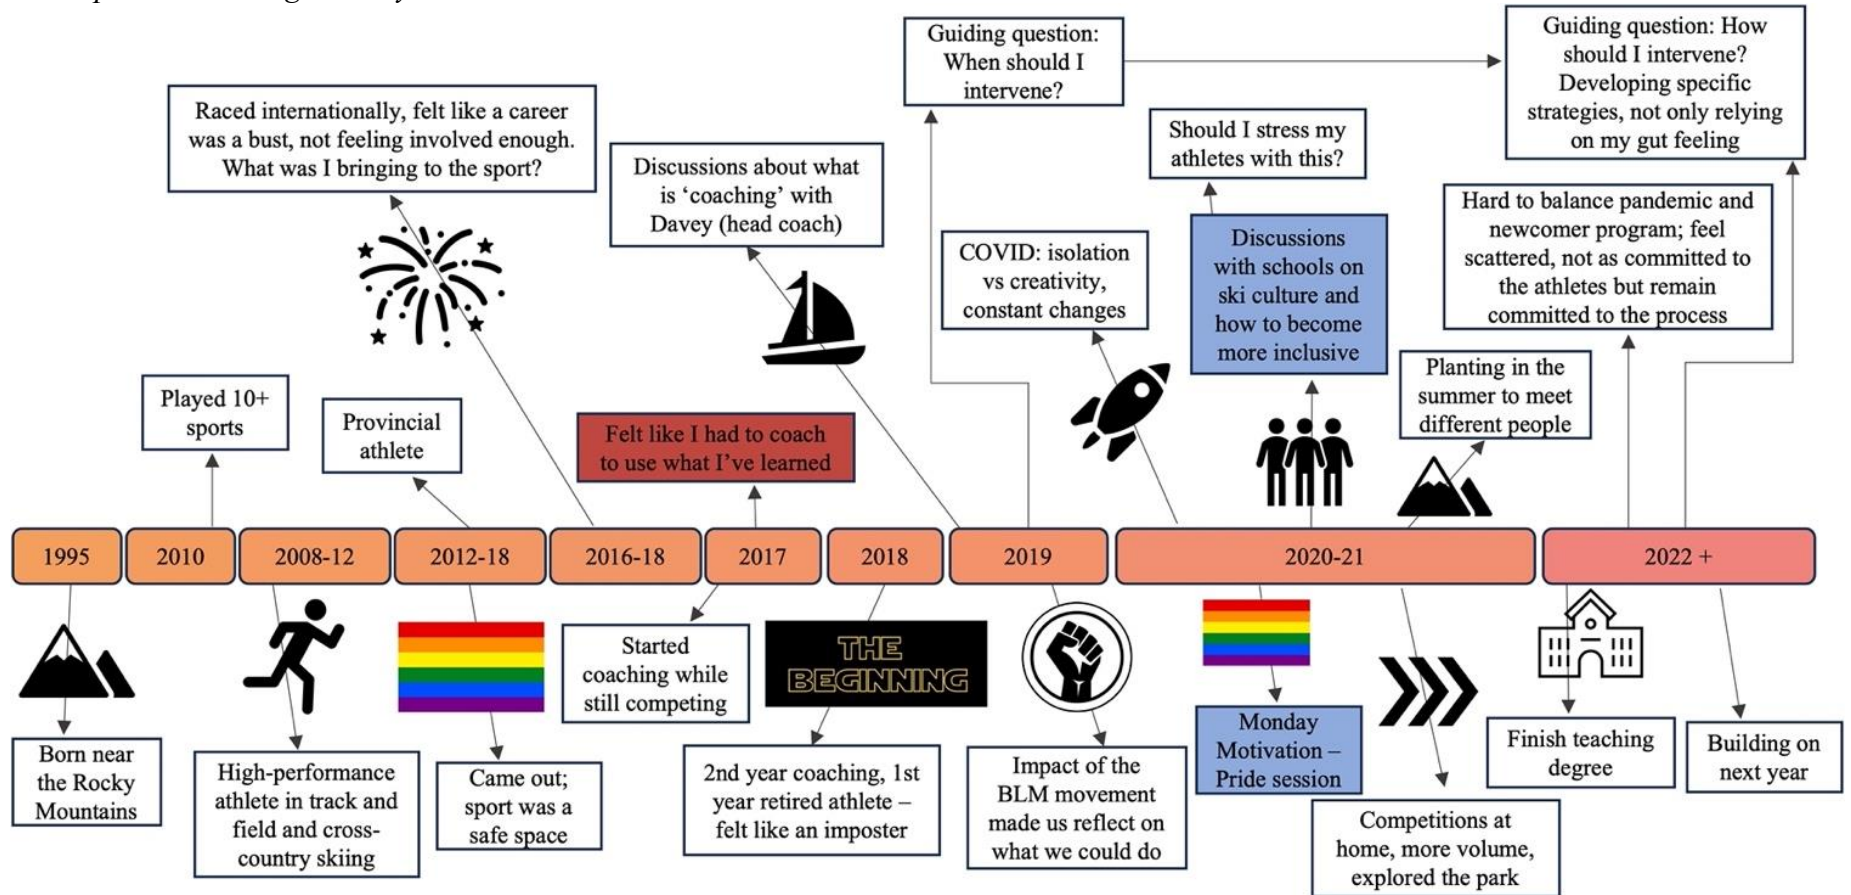 Guiding question:
When should I
intervene?
Guiding question: How
should I intervene?
Developing specific
strategies, not only relying
on my gut feeling
Raced internationally, felt like a career
was a bust, not feeling involved enough.
What was I bringing to the sport?
Should I stress my
athletes with this?
Discussions about what
is ‘coaching’ with
Davey (head coach)
Hard to balance pandemic and
newcomer program; feel
scattered, not as committed to
the athletes but remain
committed to the process
COVID: isolation
vs creativity,
constant changes
Discussions
with schools on
ski culture and
how to become
more inclusive
Planting in the
summer to meet
different people
Played 10+
sports
Provincial
athlete
Felt like I had to coach
to use what I’ve learned
1995
2010
2008-12
2012-18
2016-18
2017
2018
2019
2020-21
2022 +
Born near
the Rocky
Mountains
High-performance
athlete in track and
field and cross-
country skiing
Came out;
sport was a
safe space
Started
coaching while
still competing
THE
BEGINNING
2nd year coaching, 1st
year retired athlete –
felt like an imposter
Impact of the
BLM movement
made us reflect on
what we could do
Monday
Motivation –
Pride session
Competitions at
home, more volume,
explored the park
Finish teaching
degree
Building on
next year